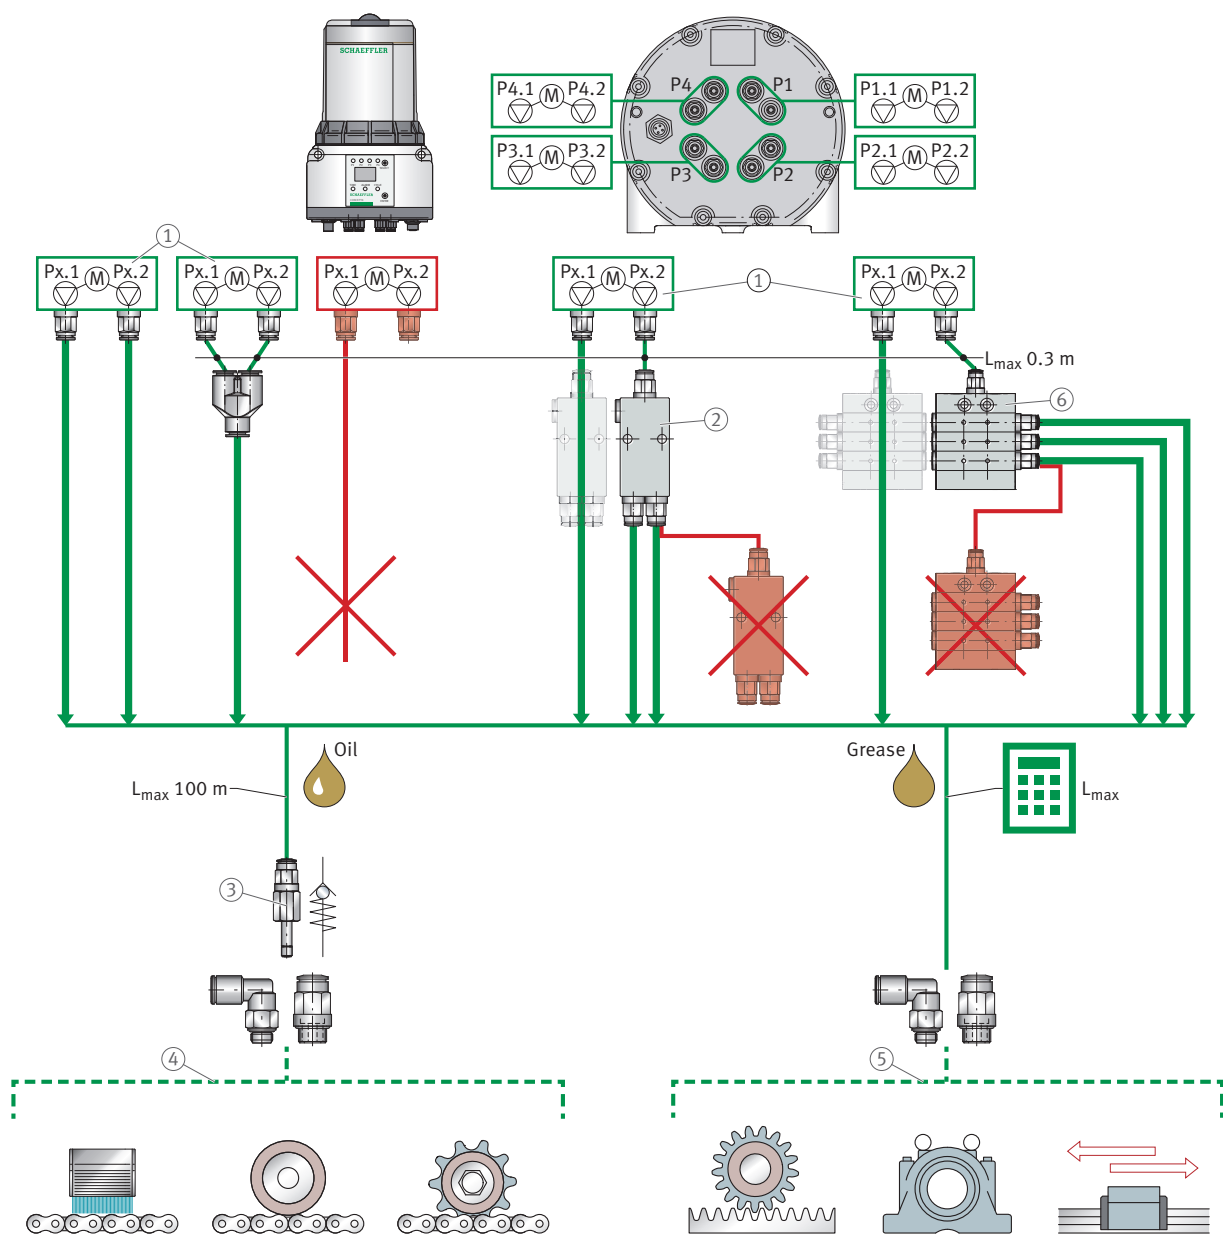 SCHAEFFLER
P4.1 M P4.2
P4 P1
P1.1 M P1.2
P3.1 M P3.2
P3 P2
P2.1 M P2.2
SCHAEFFLER
1
Px.1 M Px.2
Px.1 M Px.2
Px.1 M Px.2
Px.1 M Px.2
1
Px.1 M Px.2
Lmax 0.3 m
2
6
Oil
Grease
Lmax 100 m
Lmax
3
4
5